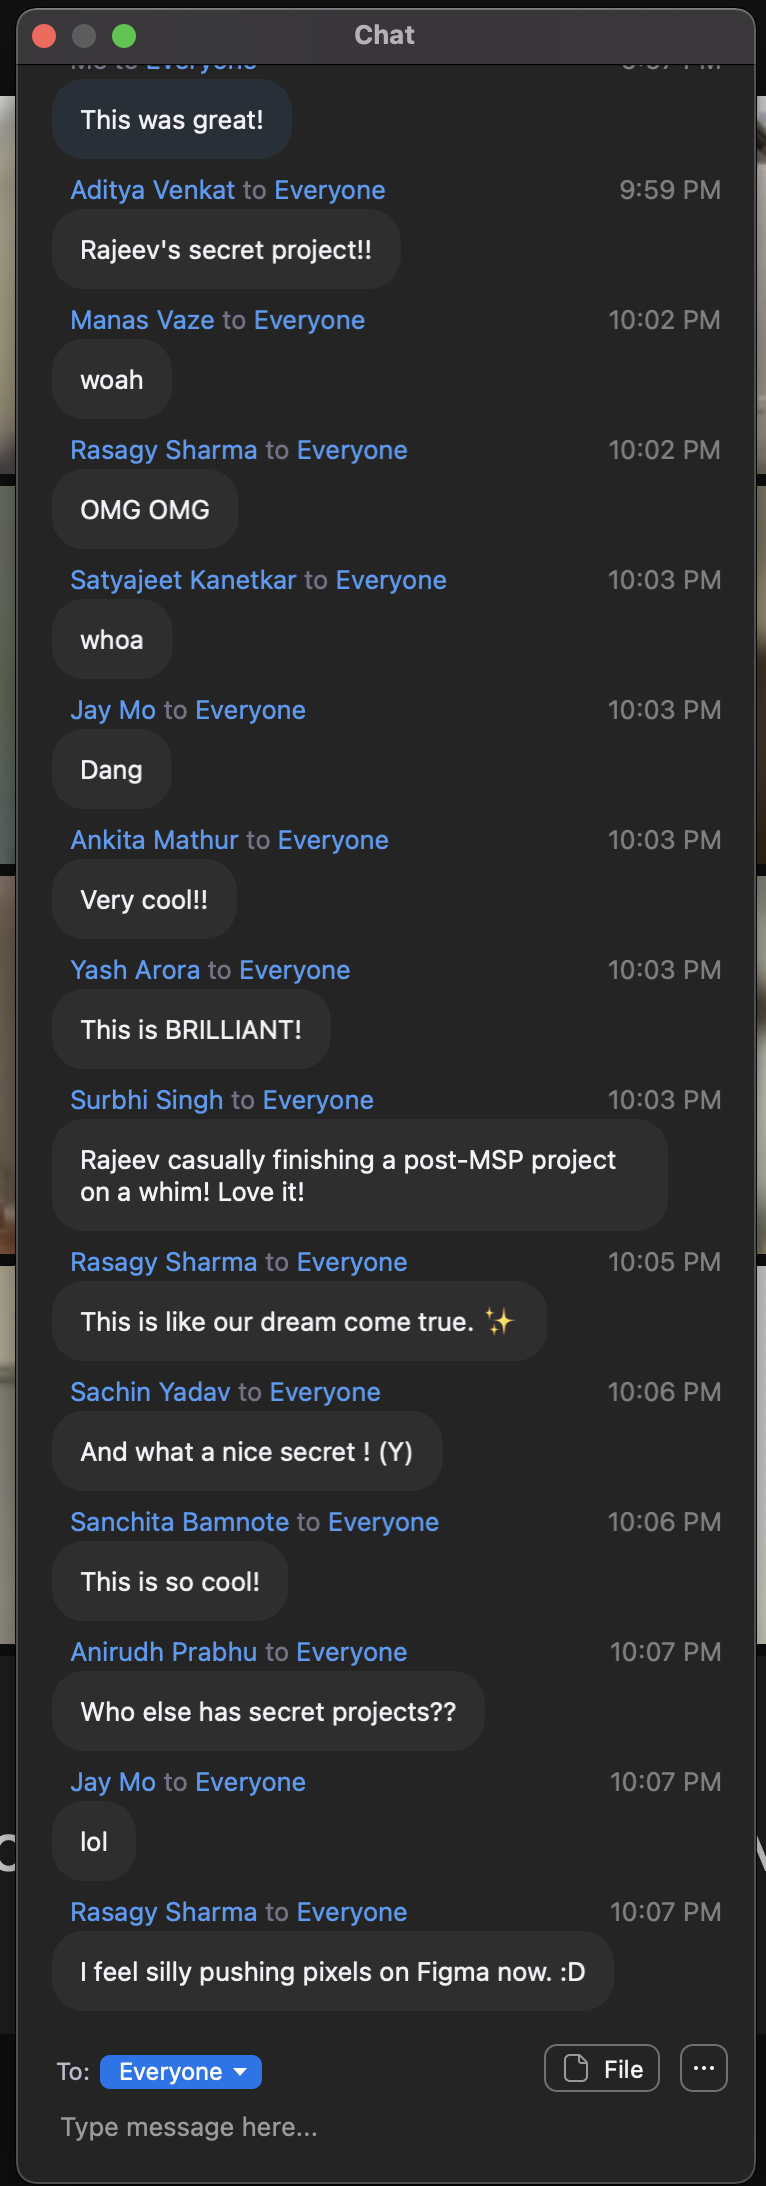 Chat
This was great!
Aditya Venkat to Everyone 9:59 PM
Rajeev's secret project!!
Manas Vaze to Everyone 10:02 PM
woah
Rasagy Sharma to Everyone 10:02 PM
OMG OMG
Satyajeet Kanetkar to Everyone 10:03 PM
whoa
Jay Mo to Everyone 10:03 PM
Dang
Ankita Mathur to Everyone 10:03 PM
Very cool!!
Yash Arora to Everyone 10:03 PM
This is BRILLIANT!
Surbhi Singh to Everyone 10:03 PM
Rajeev casually finishing a post-MSP project
on a whim! Love it!
Rasagy Sharma to Everyone 10:05 PM
This is like our dream come true. ✨
Sachin Yadav to Everyone 10:06 PM
And what a nice secret ! (Y)
Sanchita Bamnote to Everyone 10:06 PM
This is so cool!
Anirudh Prabhu to Everyone 10:07 PM
Who else has secret projects??
Jay Mo to Everyone 10:07 PM
lol
Rasagy Sharma to Everyone 10:07 PM
I feel silly pushing pixels on Figma now. :D
To: Everyone File ...
Type message here...